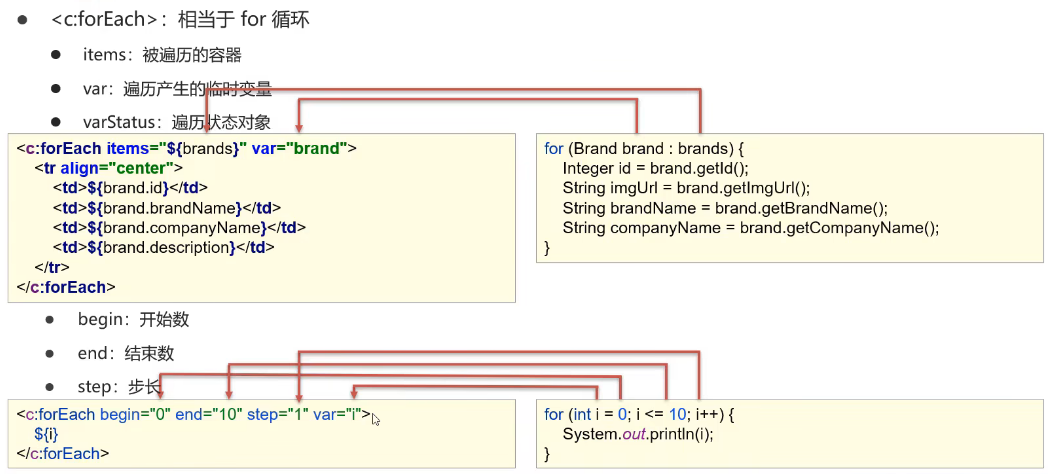 ● <c:forEach>：相当于 for 循环
● items：被遍历的容器
● var：遍历产生的临时变量
● varStatus：遍历状态对象
<c:forEach items="${brands}" var="brand">
<tr align="center">
<td>${brand.id}</td>
<td>${brand.brandName}</td>
<td>${brand.companyName}</td>
<td>${brand.description}</td>
</tr>
</c:forEach>
for (Brand brand : brands) {
Integer id = brand.getId();
String imgUrl = brand.getImgUrl();
String brandName = brand.getBrandName();
String companyName = brand.getCompanyName();
}
● begin：开始数
● end：结束数
● step：步长
<c:forEach begin="0" end="10" step="1" var="i">
${i}
</c:forEach>
for (int i = 0; i <= 10; i++) {
System.out.println(i);
}